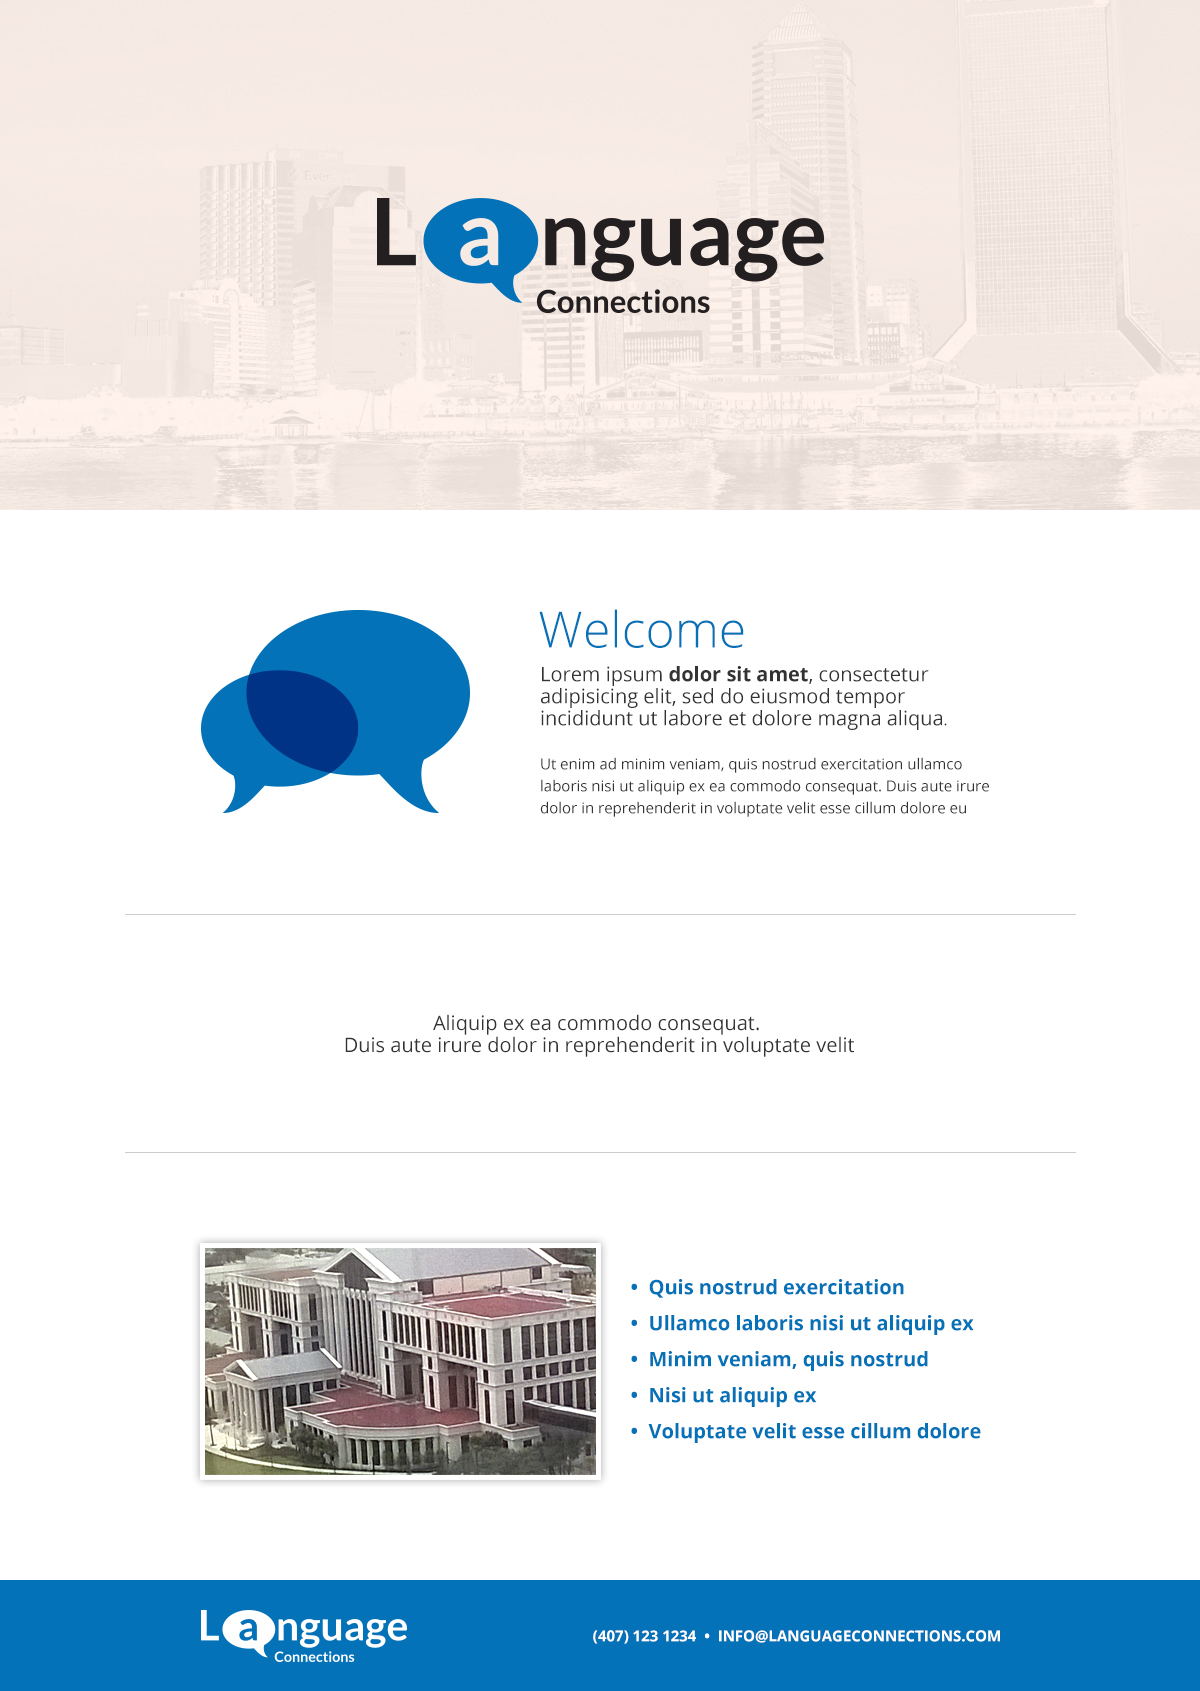 Language
Connections
Welcome
Lorem ipsum dolor sit amet, consectetur
adipisicing elit, sed do eiusmod tempor
incididunt ut labore et dolore magna aliqua.
Ut enim ad minim veniam, quis nostrud exercitation ullamco
laboris nisi ut aliquip ex ea commodo consequat. Duis aute irure
dolor in reprehenderit in voluptate velit esse cillum dolore eu
Aliquip ex ea commodo consequat.
Duis aute irure dolor in reprehenderit in voluptate velit
• Quis nostrud exercitation
• Ullamco laboris nisi ut aliquip ex
• Minim veniam, quis nostrud
• Nisi ut aliquip ex
• Voluptate velit esse cillum dolore
Language
Connections
(407) 123 1234 • INFO@LANGUAGECONNECTIONS.COM